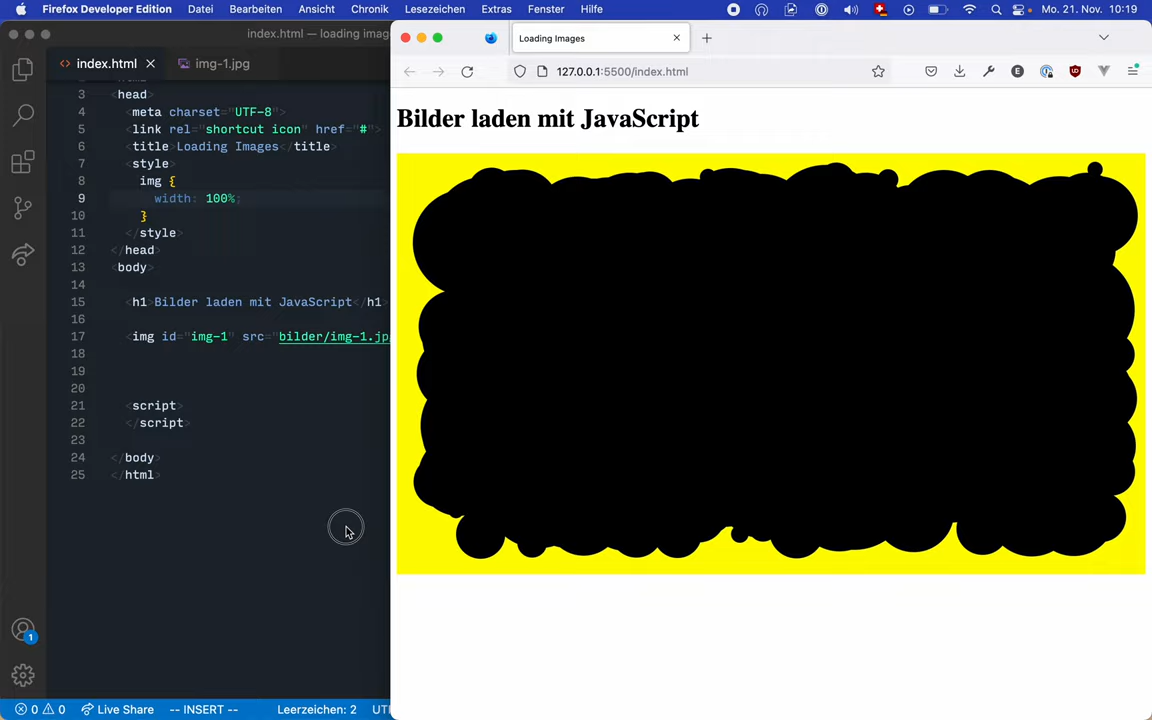 Firefox Developer Edition Datei Bearbeiten Ansicht Chronik Lesezeichen Extras Fenster Hilfe Mo. 21. Nov. 10:19
index.html — loading imag
Loading Images
index.html img-1.jpg
127.0.0.1:5500/index.html
3 <head>
4 <meta charset="UTF-8">
5 <link rel="shortcut icon" href="#">
6 <title>Loading Images</title>
7 <style>
8 img {
9 width: 100%;
10 }
11 </style>
12 </head>
13 <body>
14
15 <h1>Bilder laden mit JavaScript</h1>
16
17 <img id="img-1" src="bilder/img-1.jp
18
19
20
21 <script>
22 </script>
23
24 </body>
25 </html>
Bilder laden mit JavaScript
1
0 0 Live Share -- INSERT -- Leerzeichen: 2 UTF